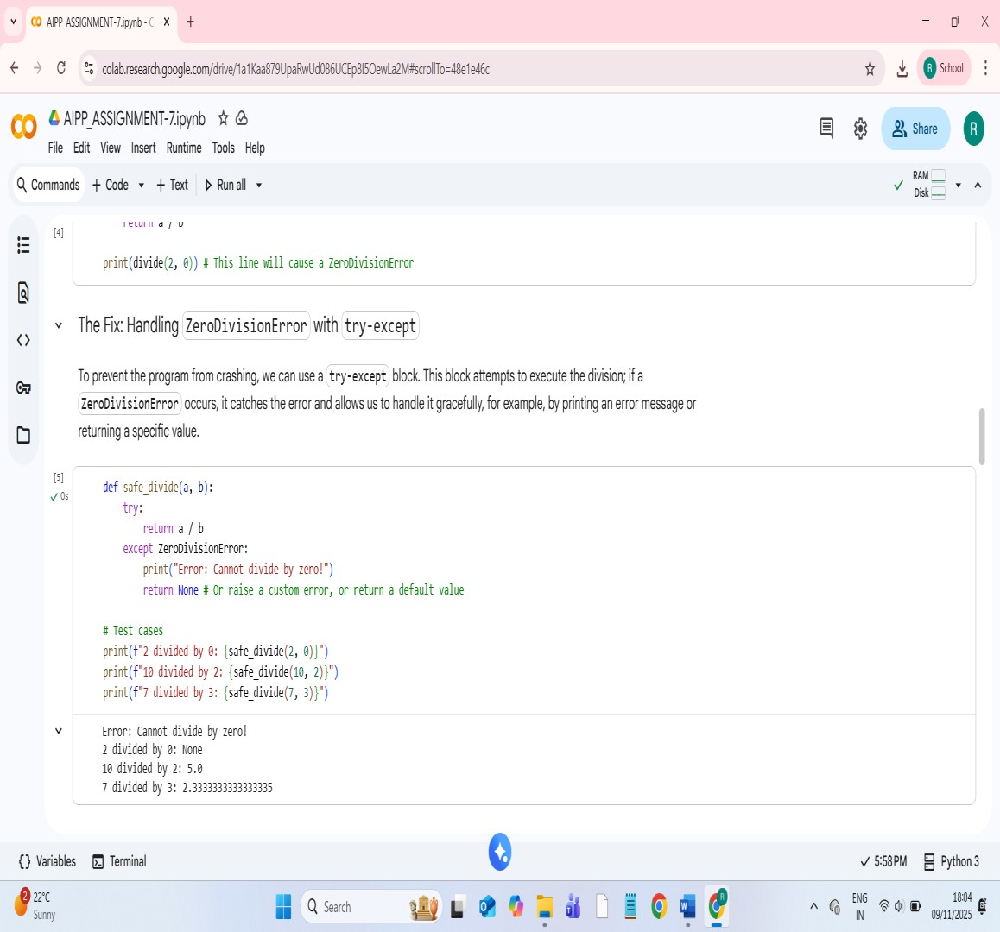 AIPP_ASSIGNMENT-7.ipynb - C
colab.research.google.com/drive/1a1Kaa879UpaRwUd086UCEp8I5OewLa2M#scrollTo=48e1e46c
R School
AIPP_ASSIGNMENT-7.ipynb
File Edit View Insert Runtime Tools Help
Share
R
Commands + Code + Text Run all
RAM
Disk
[4]
return a / b
print(divide(2, 0)) # This line will cause a ZeroDivisionError
The Fix: Handling ZeroDivisionError with try-except
To prevent the program from crashing, we can use a try-except block. This block attempts to execute the division; if a
ZeroDivisionError occurs, it catches the error and allows us to handle it gracefully, for example, by printing an error message or
returning a specific value.
[5]
0s
def safe_divide(a, b):
try:
return a / b
except ZeroDivisionError:
print("Error: Cannot divide by zero!")
return None # Or raise a custom error, or return a default value
# Test cases
print(f"2 divided by 0: {safe_divide(2, 0)}")
print(f"10 divided by 2: {safe_divide(10, 2)}")
print(f"7 divided by 3: {safe_divide(7, 3)}")
Error: Cannot divide by zero!
2 divided by 0: None
10 divided by 2: 5.0
7 divided by 3: 2.3333333333333335
{} Variables Terminal
5:58 PM Python 3
2
22°C
Sunny
Search
ENG
IN
18:04
09/11/2025